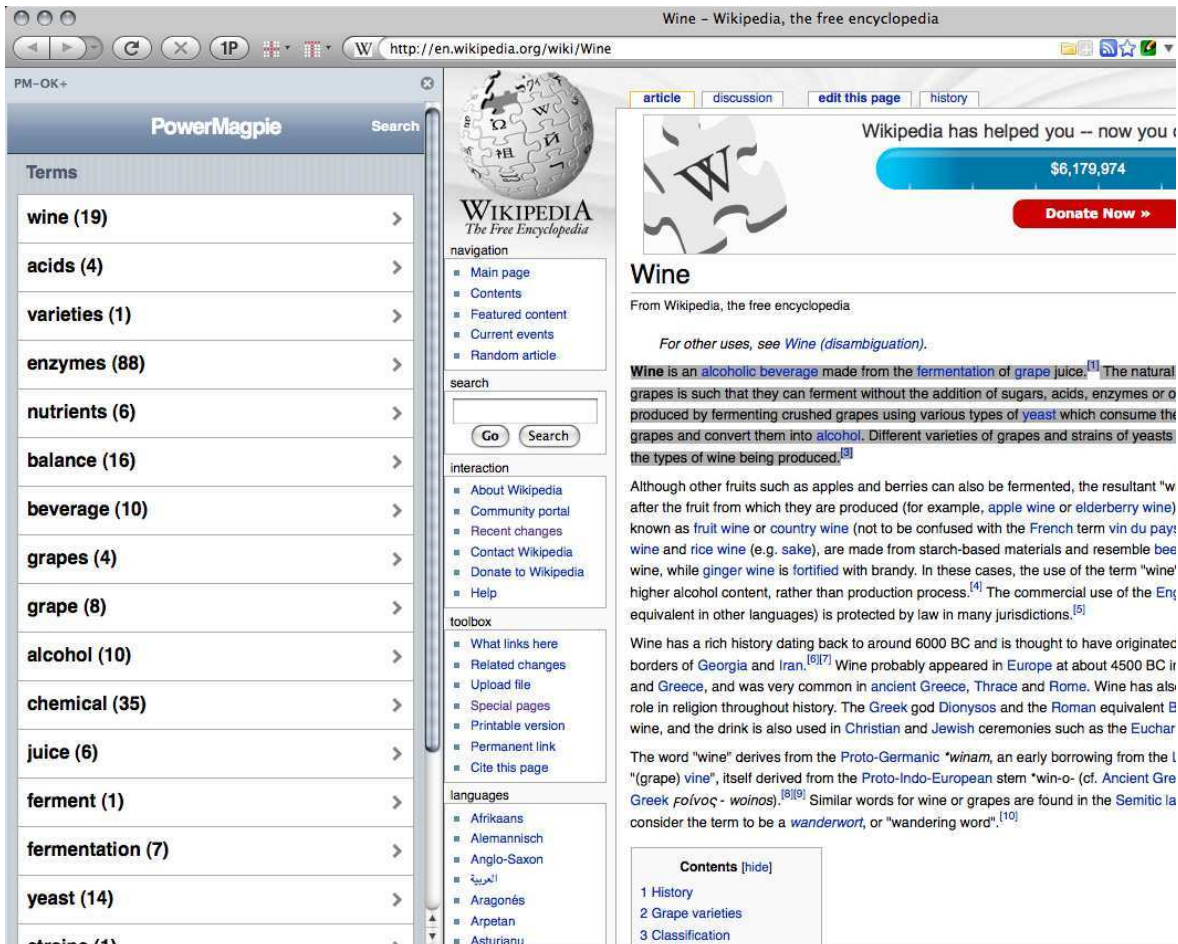 Wine – Wikipedia, the free encyclopedia
1P
W http://en.wikipedia.org/wiki/Wine
PM-OK+
PowerMagpie
Search
Terms
wine (19)
acids (4)
varieties (1)
enzymes (88)
nutrients (6)
balance (16)
beverage (10)
grapes (4)
grape (8)
alcohol (10)
chemical (35)
juice (6)
ferment (1)
fermentation (7)
yeast (14)
strains (1)
WIKIPEDIA
The Free Encyclopedia
navigation
Main page
Contents
Featured content
Current events
Random article
search
Go
Search
interaction
About Wikipedia
Community portal
Recent changes
Contact Wikipedia
Donate to Wikipedia
Help
toolbox
What links here
Related changes
Upload file
Special pages
Printable version
Permanent link
Cite this page
languages
Afrikaans
Alemannisch
Anglo-Saxon
العربية
Aragonés
Arpetan
Asturianu
article
discussion
edit this page
history
W
Wikipedia has helped you -- now you
$6,179,974
Donate Now »
Wine
From Wikipedia, the free encyclopedia
For other uses, see Wine (disambiguation).
Wine is an alcoholic beverage made from the fermentation of grape juice.[1] The natural
grapes is such that they can ferment without the addition of sugars, acids, enzymes or o
produced by fermenting crushed grapes using various types of yeast which consume the
grapes and convert them into alcohol. Different varieties of grapes and strains of yeasts
the types of wine being produced.[3]
Although other fruits such as apples and berries can also be fermented, the resultant "w
after the fruit from which they are produced (for example, apple wine or elderberry wine)
known as fruit wine or country wine (not to be confused with the French term vin du pays
wine and rice wine (e.g. sake), are made from starch-based materials and resemble bee
wine, while ginger wine is fortified with brandy. In these cases, the use of the term "wine"
higher alcohol content, rather than production process.[4] The commercial use of the Eng
equivalent in other languages) is protected by law in many jurisdictions.[5]
Wine has a rich history dating back to around 6000 BC and is thought to have originated
borders of Georgia and Iran.[6][7] Wine probably appeared in Europe at about 4500 BC in
and Greece, and was very common in ancient Greece, Thrace and Rome. Wine has also
role in religion throughout history. The Greek god Dionysos and the Roman equivalent B
wine, and the drink is also used in Christian and Jewish ceremonies such as the Euchar
The word "wine" derives from the Proto-Germanic *winam, an early borrowing from the L
"(grape) vine", itself derived from the Proto-Indo-European stem *win-o- (cf. Ancient Gre
Greek ϝοίνος - woinos).[8][9] Similar words for wine or grapes are found in the Semitic la
consider the term to be a wanderwort, or "wandering word".[10]
Contents [hide]
1 History
2 Grape varieties
3 Classification